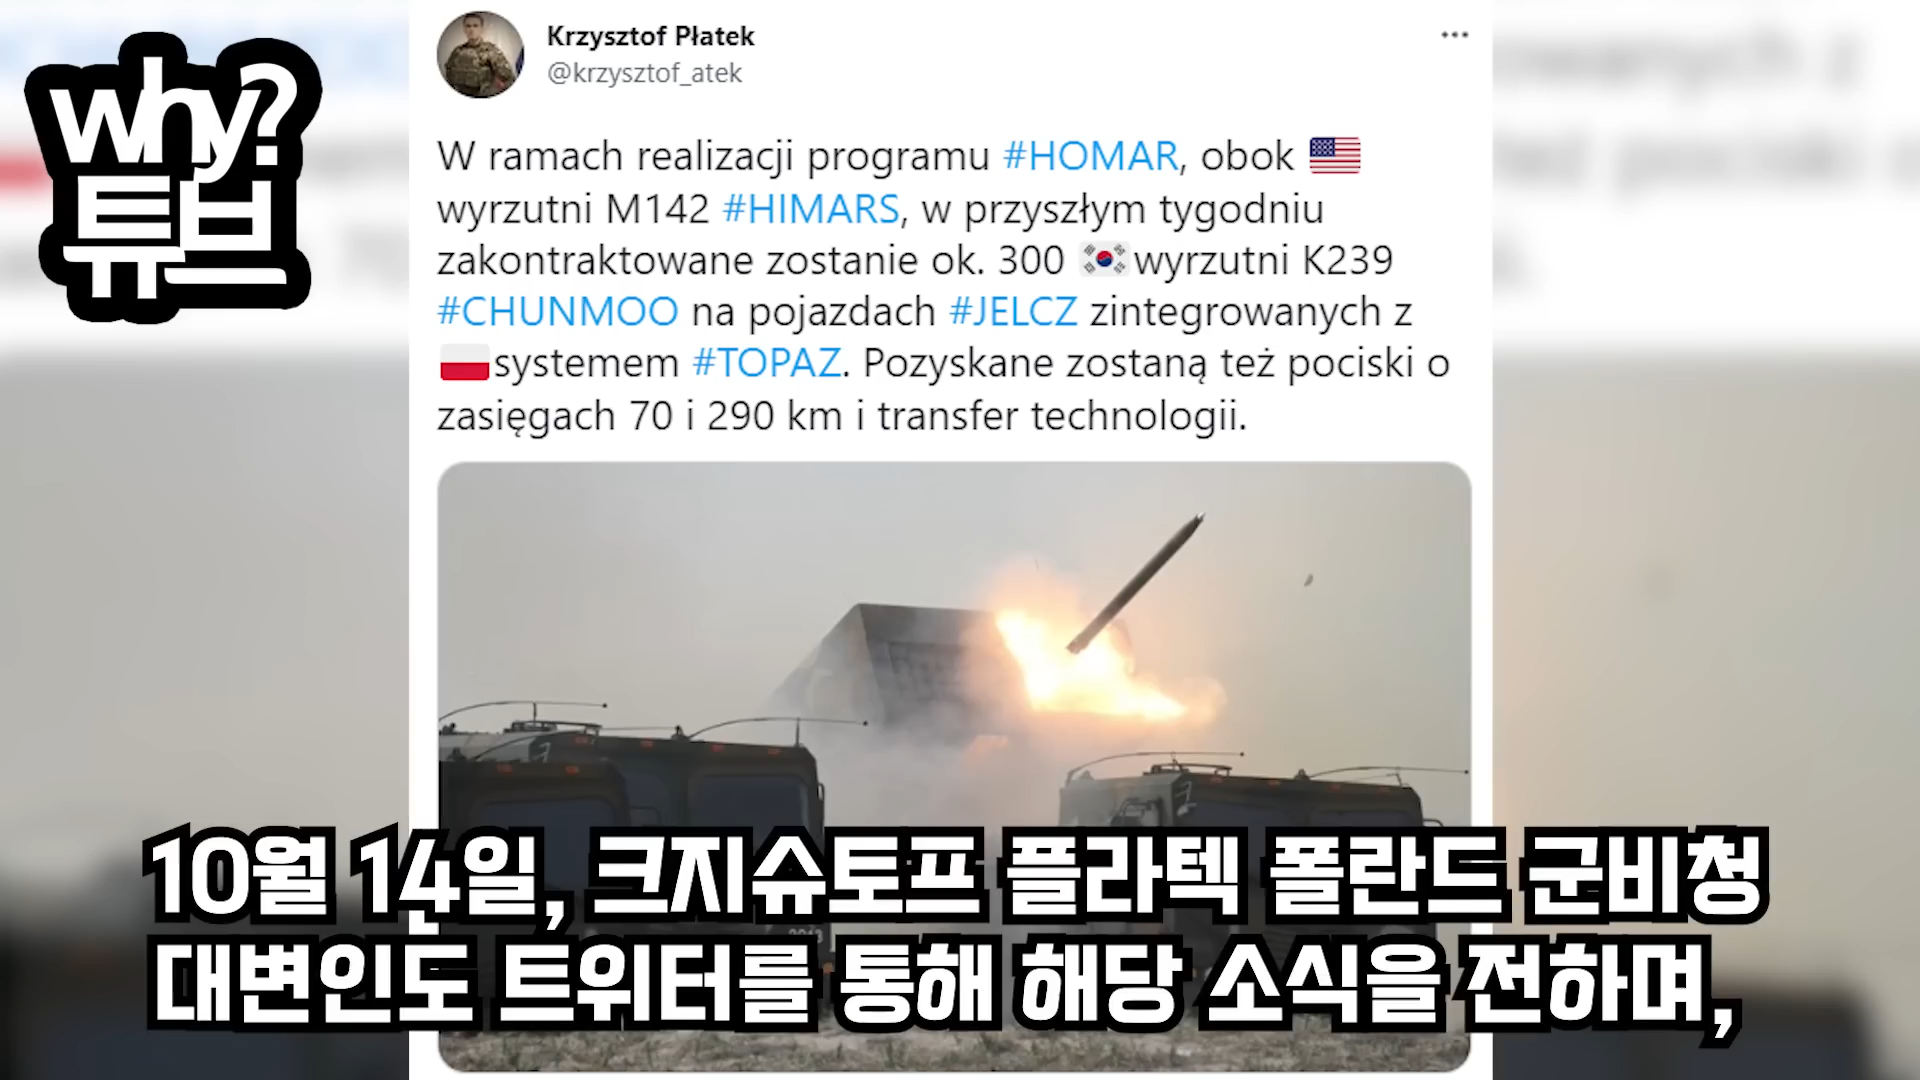 why?
튜브
Krzysztof Płatek
@krzysztof_atek
W ramach realizacji programu #HOMAR, obok
wyrzutni M142 #HIMARS, w przyszłym tygodniu
zakontraktowane zostanie ok. 300 wyrzutni K239
#CHUNMOO na pojazdach #JELCZ zintegrowanych z
systemem #TOPAZ. Pozyskane zostaną też pociski o
zasięgach 70 i 290 km i transfer technologii.
10월 14일, 크지슈토프 플라텍 폴란드 군비청
대변인도 트위터를 통해 해당 소식을 전하며,